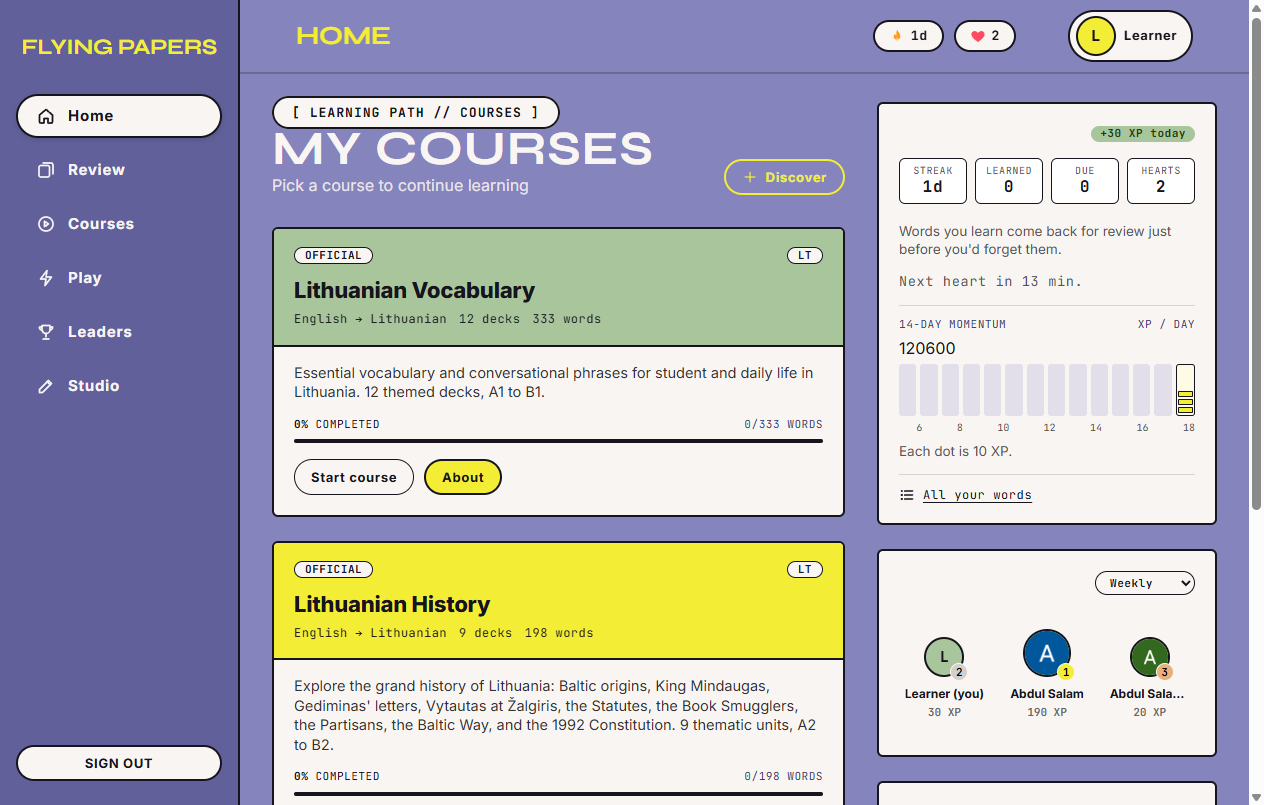 FLYING PAPERS
Home
Review
Courses
Play
Leaders
Studio
SIGN OUT
HOME
1d
2
L
Learner
[ LEARNING PATH // COURSES ]
MY COURSES
Pick a course to continue learning
+ Discover
OFFICIAL
LT
Lithuanian Vocabulary
English → Lithuanian 12 decks 333 words
Essential vocabulary and conversational phrases for student and daily life in
Lithuania. 12 themed decks, A1 to B1.
0% COMPLETED
0/333 WORDS
Start course
About
OFFICIAL
LT
Lithuanian History
English → Lithuanian 9 decks 198 words
Explore the grand history of Lithuania: Baltic origins, King Mindaugas,
Gediminas' letters, Vytautas at Žalgiris, the Statutes, the Book Smugglers,
the Partisans, the Baltic Way, and the 1992 Constitution. 9 thematic units, A2
to B2.
0% COMPLETED
0/198 WORDS
+30 XP today
STREAK
1d
LEARNED
0
DUE
0
HEARTS
2
Words you learn come back for review just
before you'd forget them.
Next heart in 13 min.
14-DAY MOMENTUM
XP / DAY
120600
6 8 10 12 14 16 18
Each dot is 10 XP.
All your words
Weekly
L
2
Learner (you)
30 XP
A
1
Abdul Salam
190 XP
A
3
Abdul Sala...
20 XP